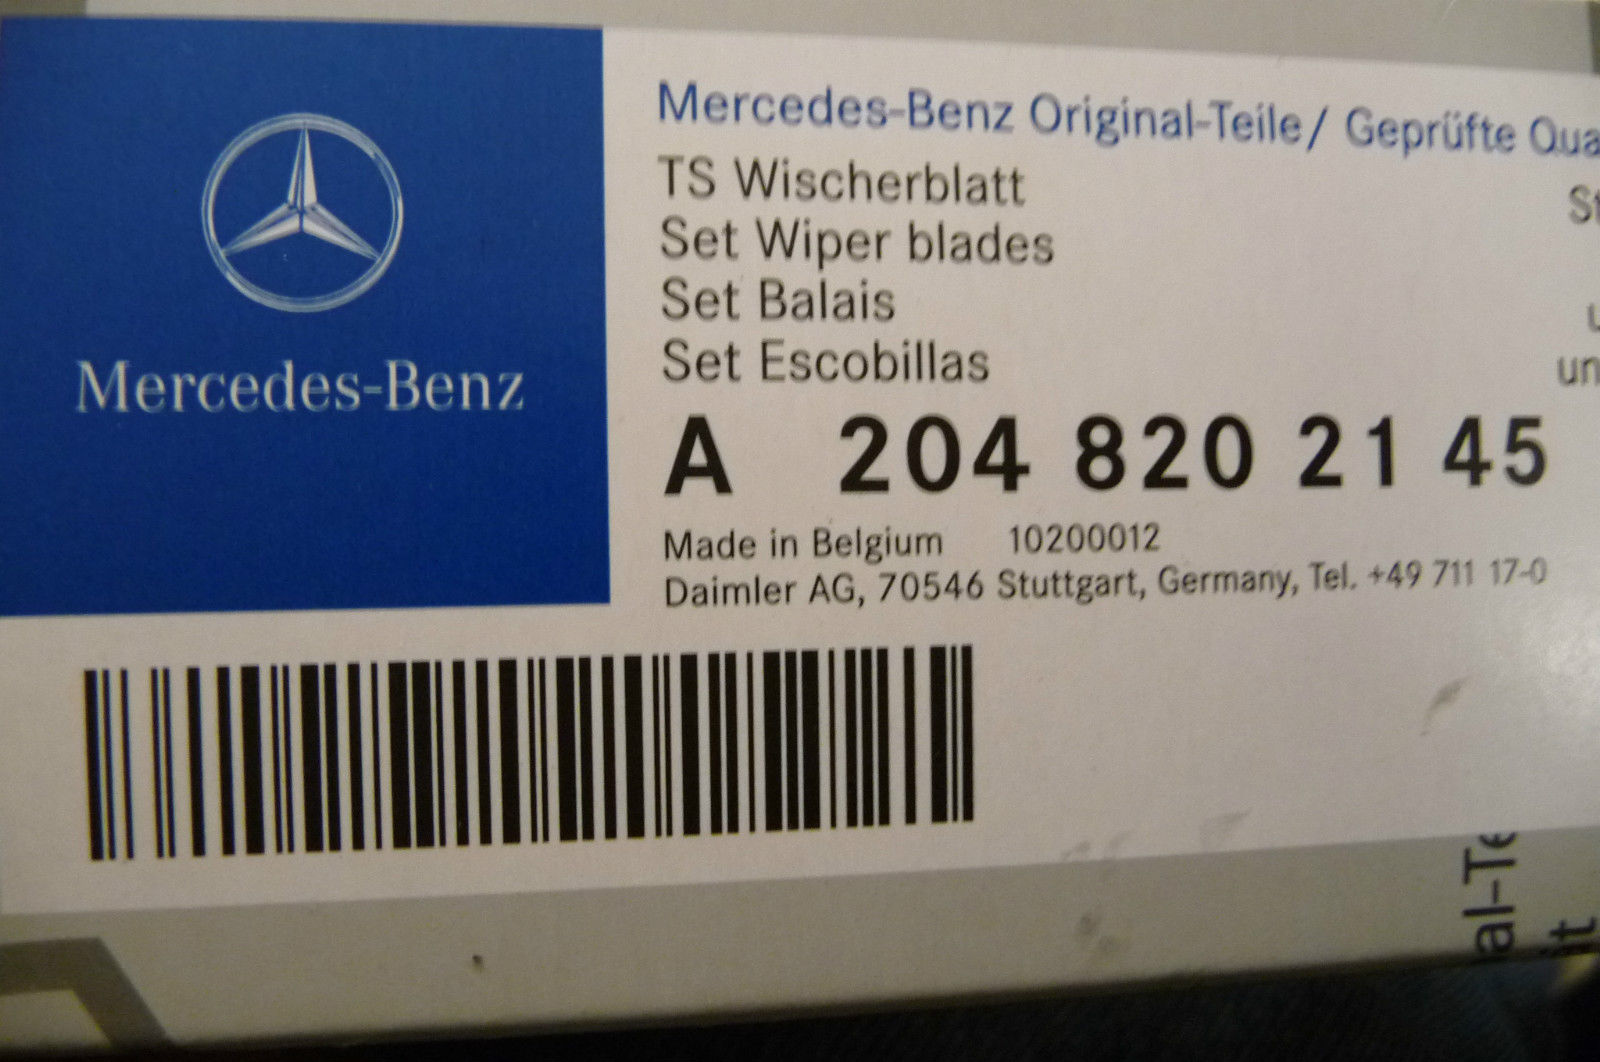 Mercedes-Benz
Mercedes-Benz Original-Teile/ Geprüfte
TS Wischerblatt
Set Wiper blades
Set Balais
Set Escobillas
A 204 820 21 45
Made in Belgium 10200012
Daimler AG, 70546 Stuttgart, Germany, Tel. +49 711 17-0